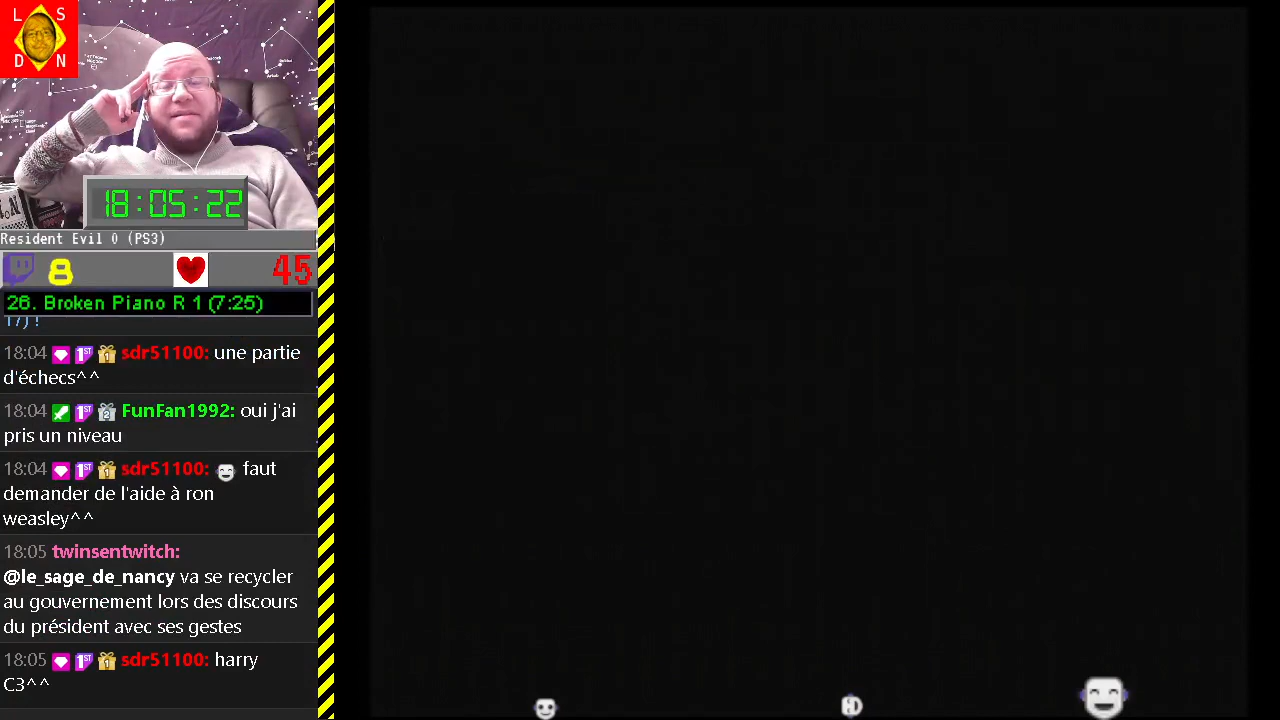 L S
D N
18:05:22
Resident Evil 0 (PS3)
8 45
26. Broken Piano R 1 (7:25)
17) !
18:04 sdr51100: une partie
d'échecs^^
18:04 FunFan1992: oui j'ai
pris un niveau
18:04 sdr51100: faut
demander de l'aide à ron
weasley^^
18:05 twinsentwitch:
@le_sage_de_nancy va se recycler
au gouvernement lors des discours
du président avec ses gestes
18:05 sdr51100: harry
C3^^